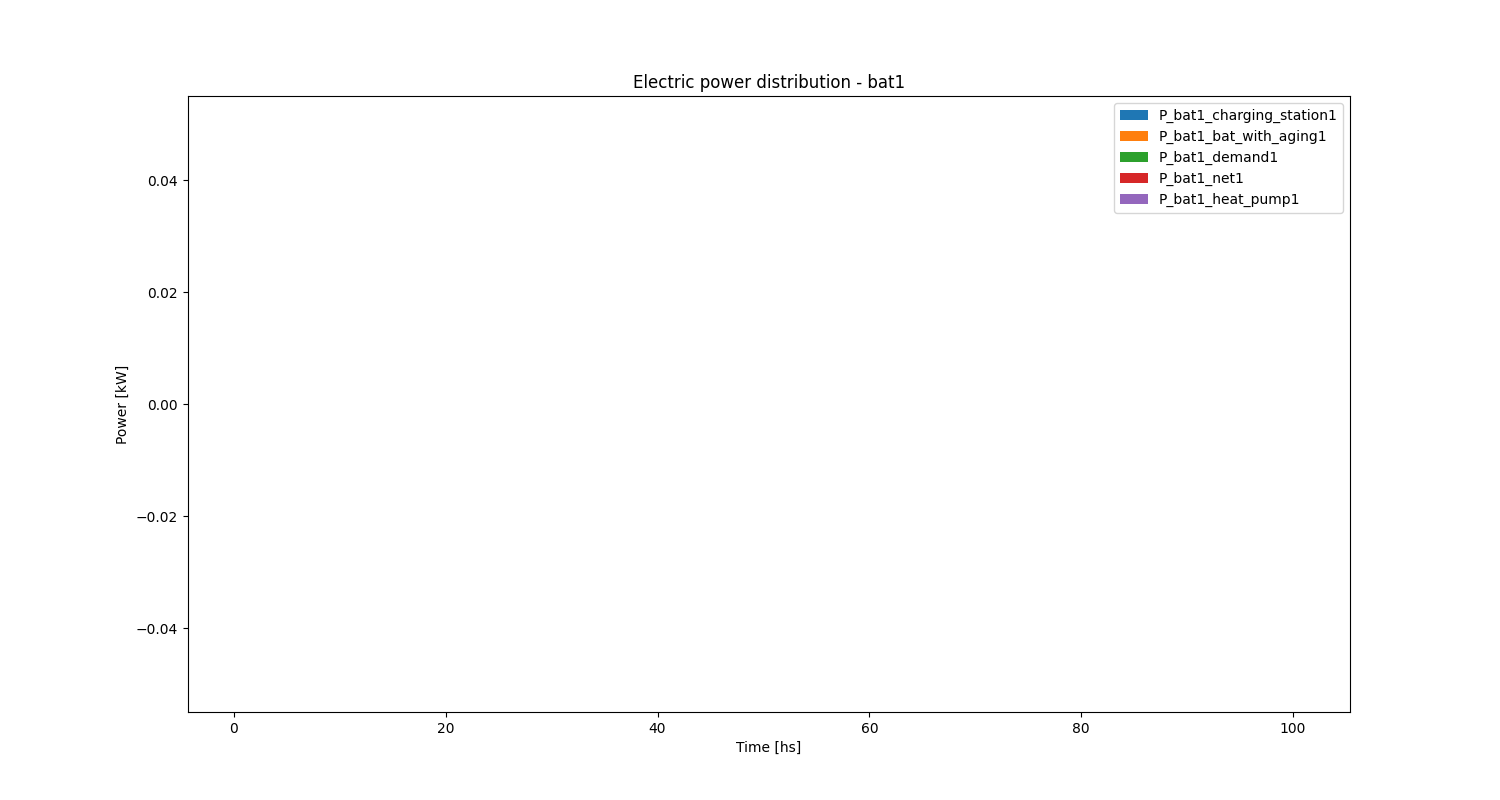 Electric power distribution - bat1
P_bat1_charging_station1
P_bat1_bat_with_aging1
P_bat1_demand1
P_bat1_net1
P_bat1_heat_pump1
0.04
0.02
0.00
−0.02
−0.04
Power [kW]
0 20 40 60 80 100
Time [hs]